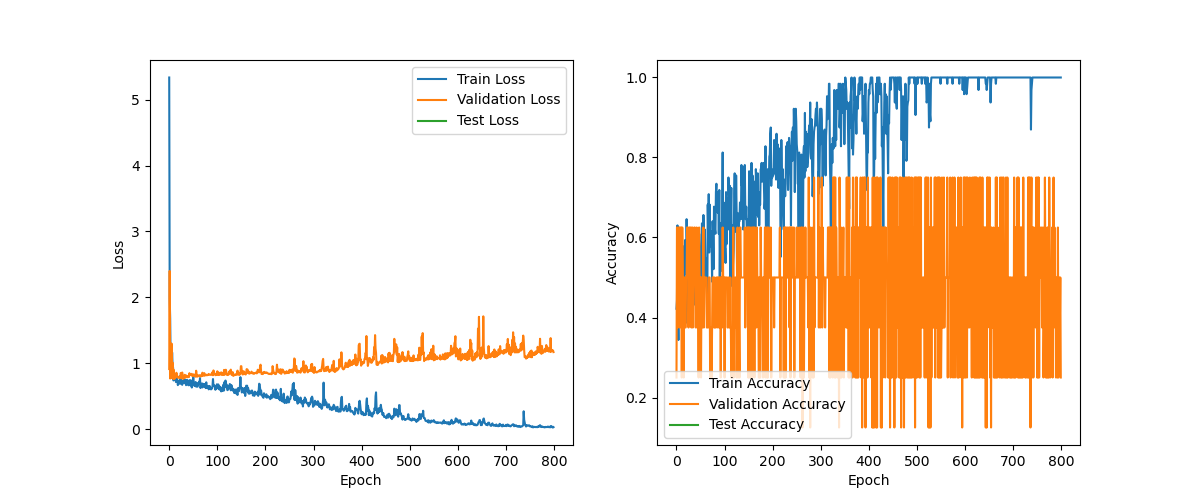 Train Loss
Validation Loss
Test Loss
Loss
5
4
3
2
1
0
0 100 200 300 400 500 600 700 800
Epoch
Accuracy
1.0
0.8
0.6
0.4
0.2
Train Accuracy
Validation Accuracy
Test Accuracy
0 100 200 300 400 500 600 700 800
Epoch